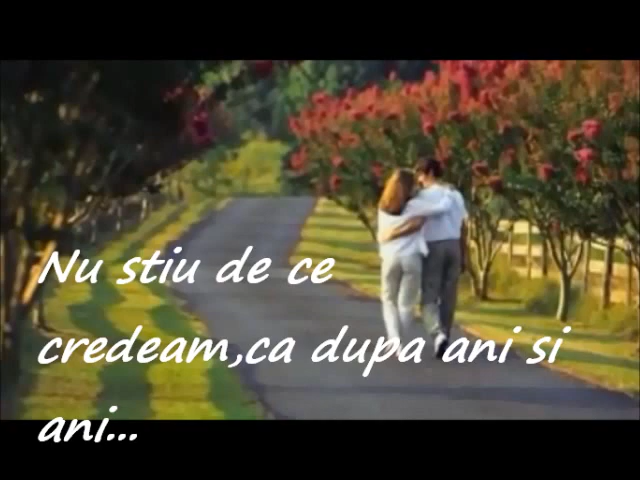 Nu stiu de ce
credeam,ca dupa ani si
ani...